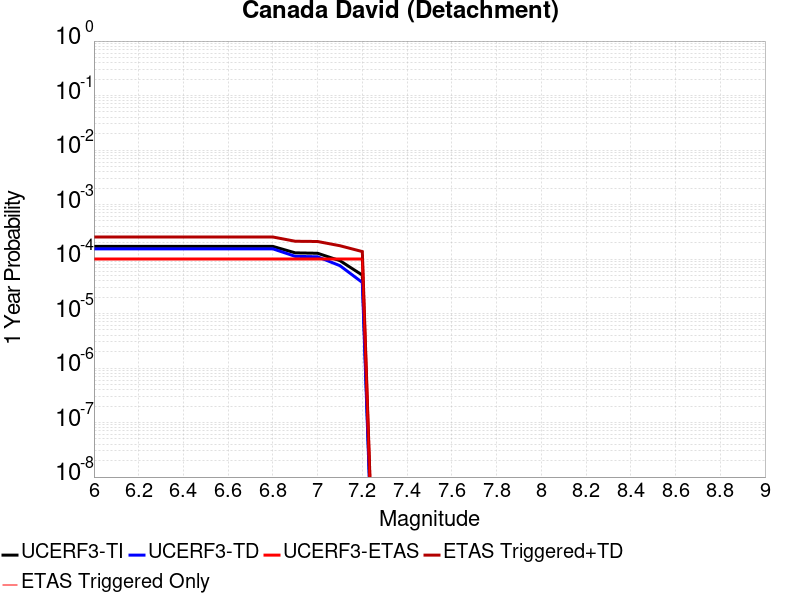 Canada David (Detachment)
10^0
10^-1
10^-2
10^-3
10^-4
10^-5
10^-6
10^-7
10^-8
1 Year Probability
6 6.2 6.4 6.6 6.8 7 7.2 7.4 7.6 7.8 8 8.2 8.4 8.6 8.8 9
Magnitude
UCERF3-TI UCERF3-TD UCERF3-ETAS ETAS Triggered+TD
ETAS Triggered Only